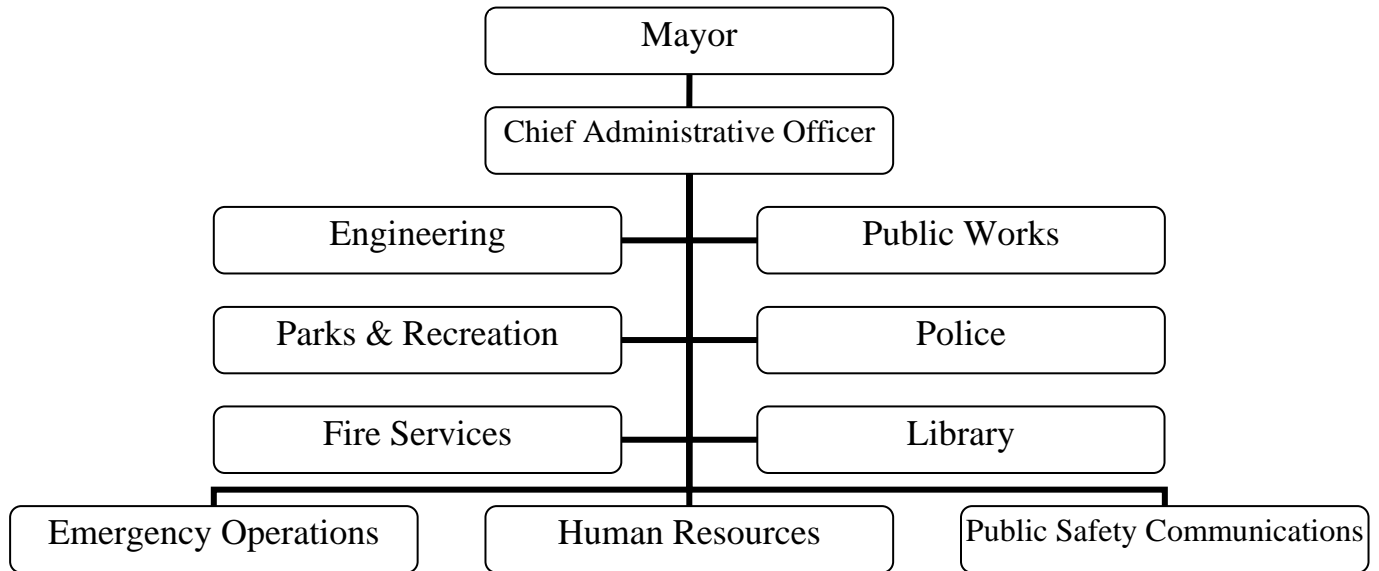 Mayor
Chief Administrative Officer
Engineering
Public Works
Parks & Recreation
Police
Fire Services
Library
Emergency Operations
Human Resources
Public Safety Communications